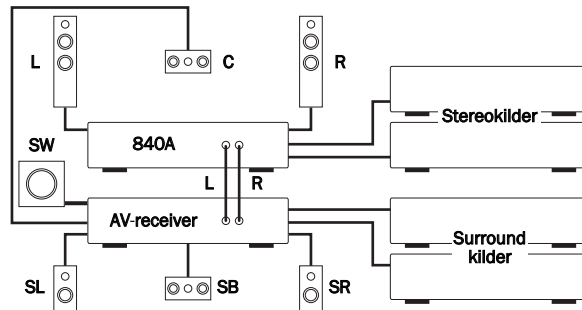 L
C
R
Stereokilder
840A
SW
L
R
AV-receiver
Surround
kilder
SL
SB
SR